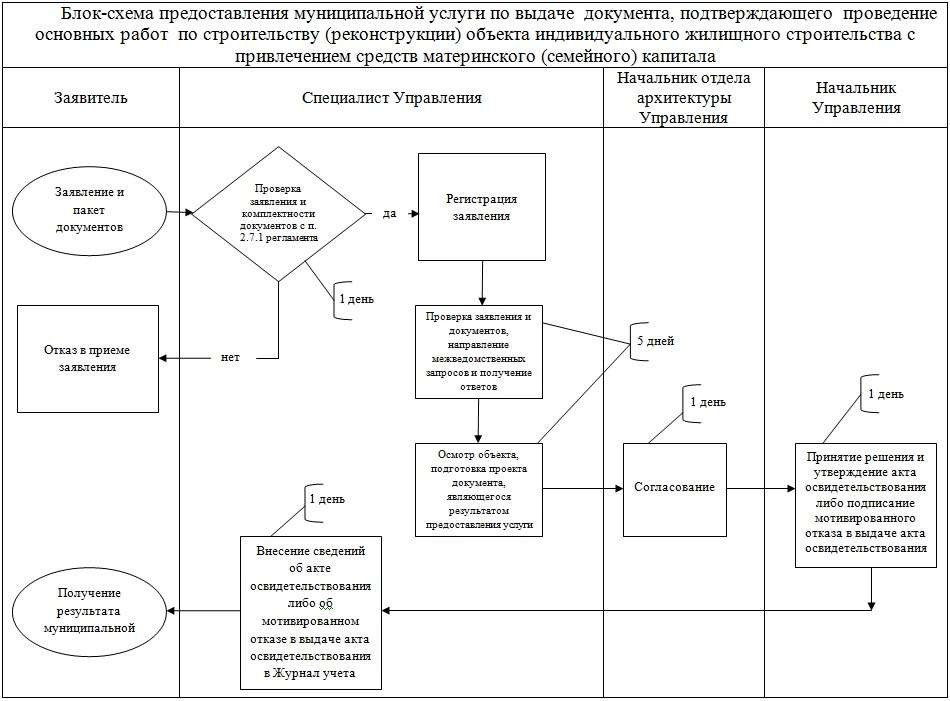 Блок-схема предоставления муниципальной услуги по выдаче документа, подтверждающего проведение
основных работ по строительству (реконструкции) объекта индивидуального жилищного строительства с
привлечением средств материнского (семейного) капитала
Заявитель
Специалист Управления
Начальник отдела
архитектуры
Управления
Начальник
Управления
Заявление и
пакет
документов
Проверка
заявления и
комплектности
документов с п.
2.7.1 регламента
да
Регистрация
заявления
1 день
Отказ в приеме
заявления
нет
Проверка заявления и
документов,
направление
межведомственных
запросов и получение
ответов
5 дней
1 день
1 день
Осмотр объекта,
подготовка проекта
документа,
являющегося
результатом
предоставления услуги
Согласование
Принятие решения и
утверждение акта
освидетельствования
либо подписание
мотивированного
отказа в выдаче акта
освидетельствования
1 день
Внесение сведений
об акте
освидетельствования
либо об
мотивированном
отказе в выдаче акта
освидетельствования
в Журнал учета
Получение
результата
муниципальной